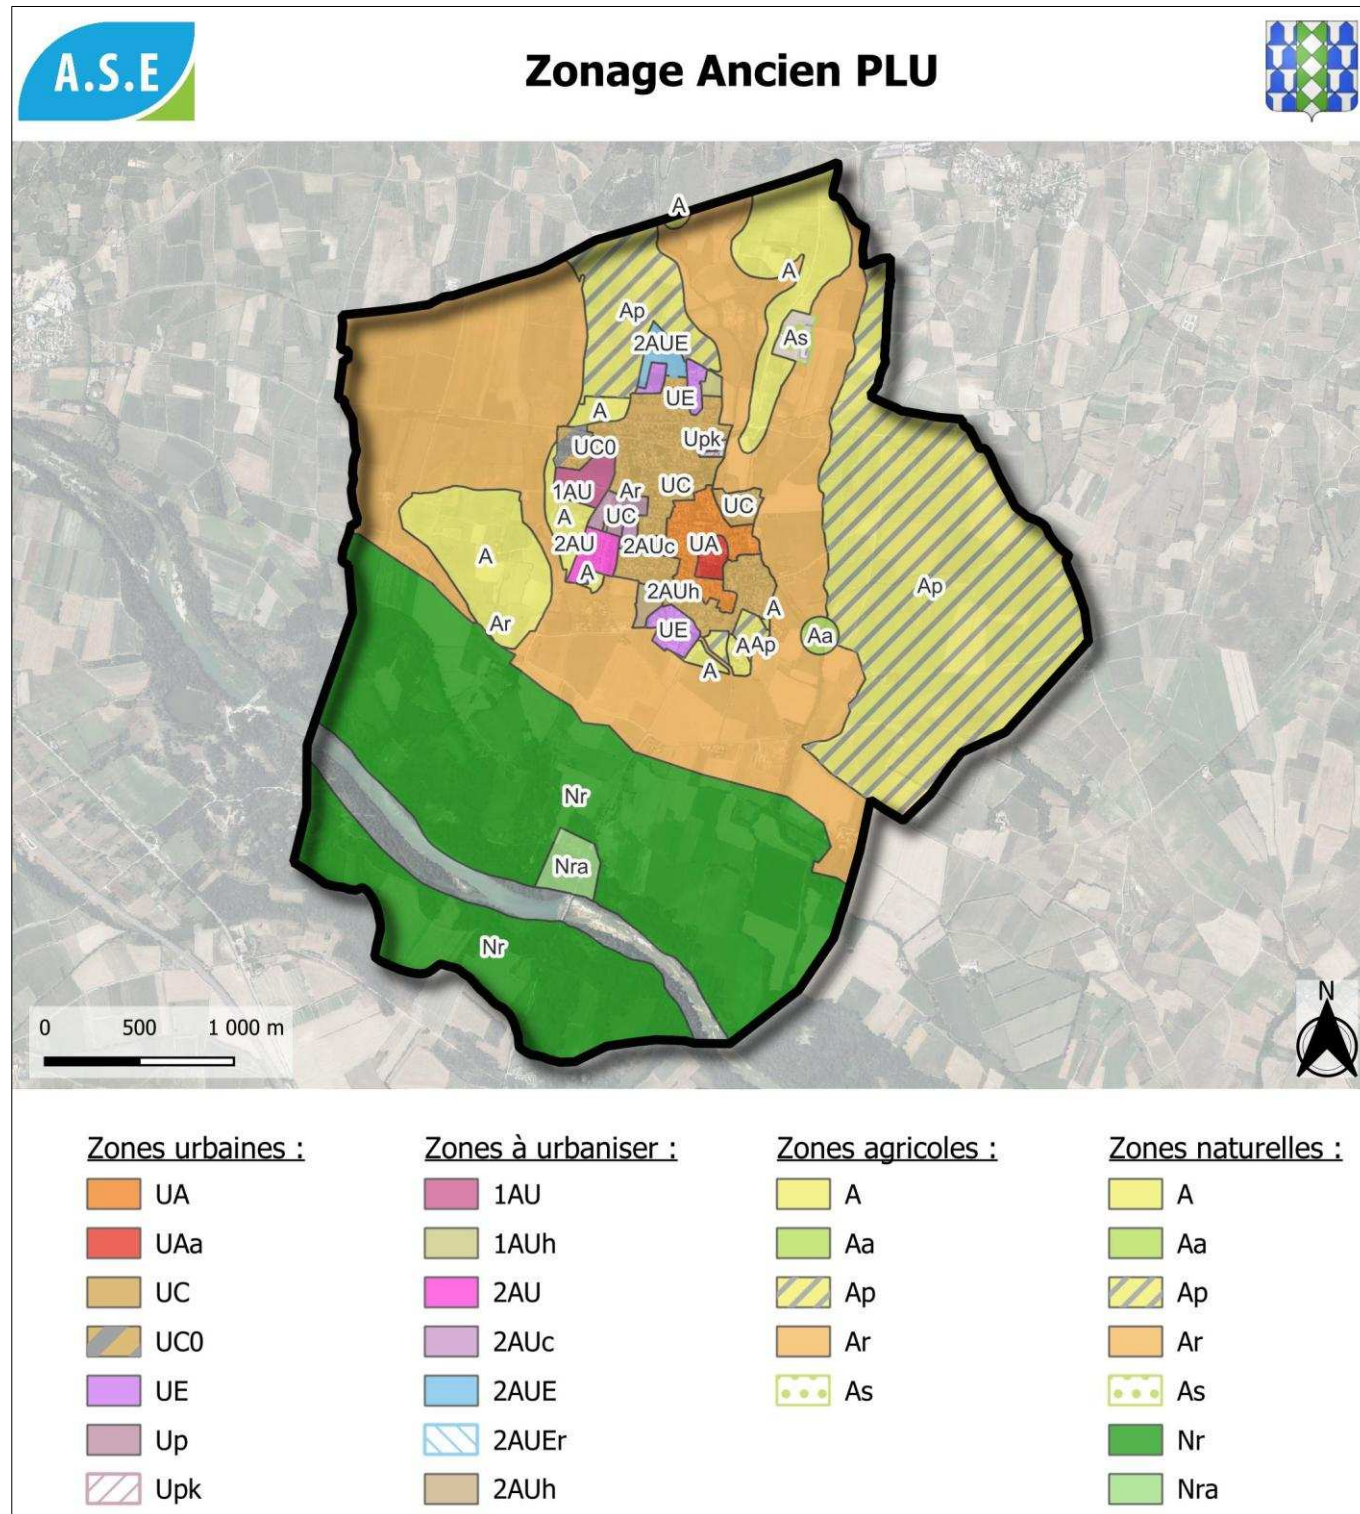 A.S.E
Zonage Ancien PLU
A
A
Ap
2AUE
As
UE
A
Upk
UC0
1AU
Ar
UC
UC
A
UC
2AU
2AUc
UA
A
A
2AUh
Ap
A
Ar
UE
AAp
Aa
A
Nr
Nra
Nr
0 500 1 000 m
N
Zones urbaines :
UA
UAa
UC
UC0
UE
Up
Upk
Zones à urbaniser :
1AU
1AUh
2AU
2AUc
2AUE
2AUEr
2AUh
Zones agricoles :
A
Aa
Ap
Ar
As
Zones naturelles :
A
Aa
Ap
Ar
As
Nr
Nra